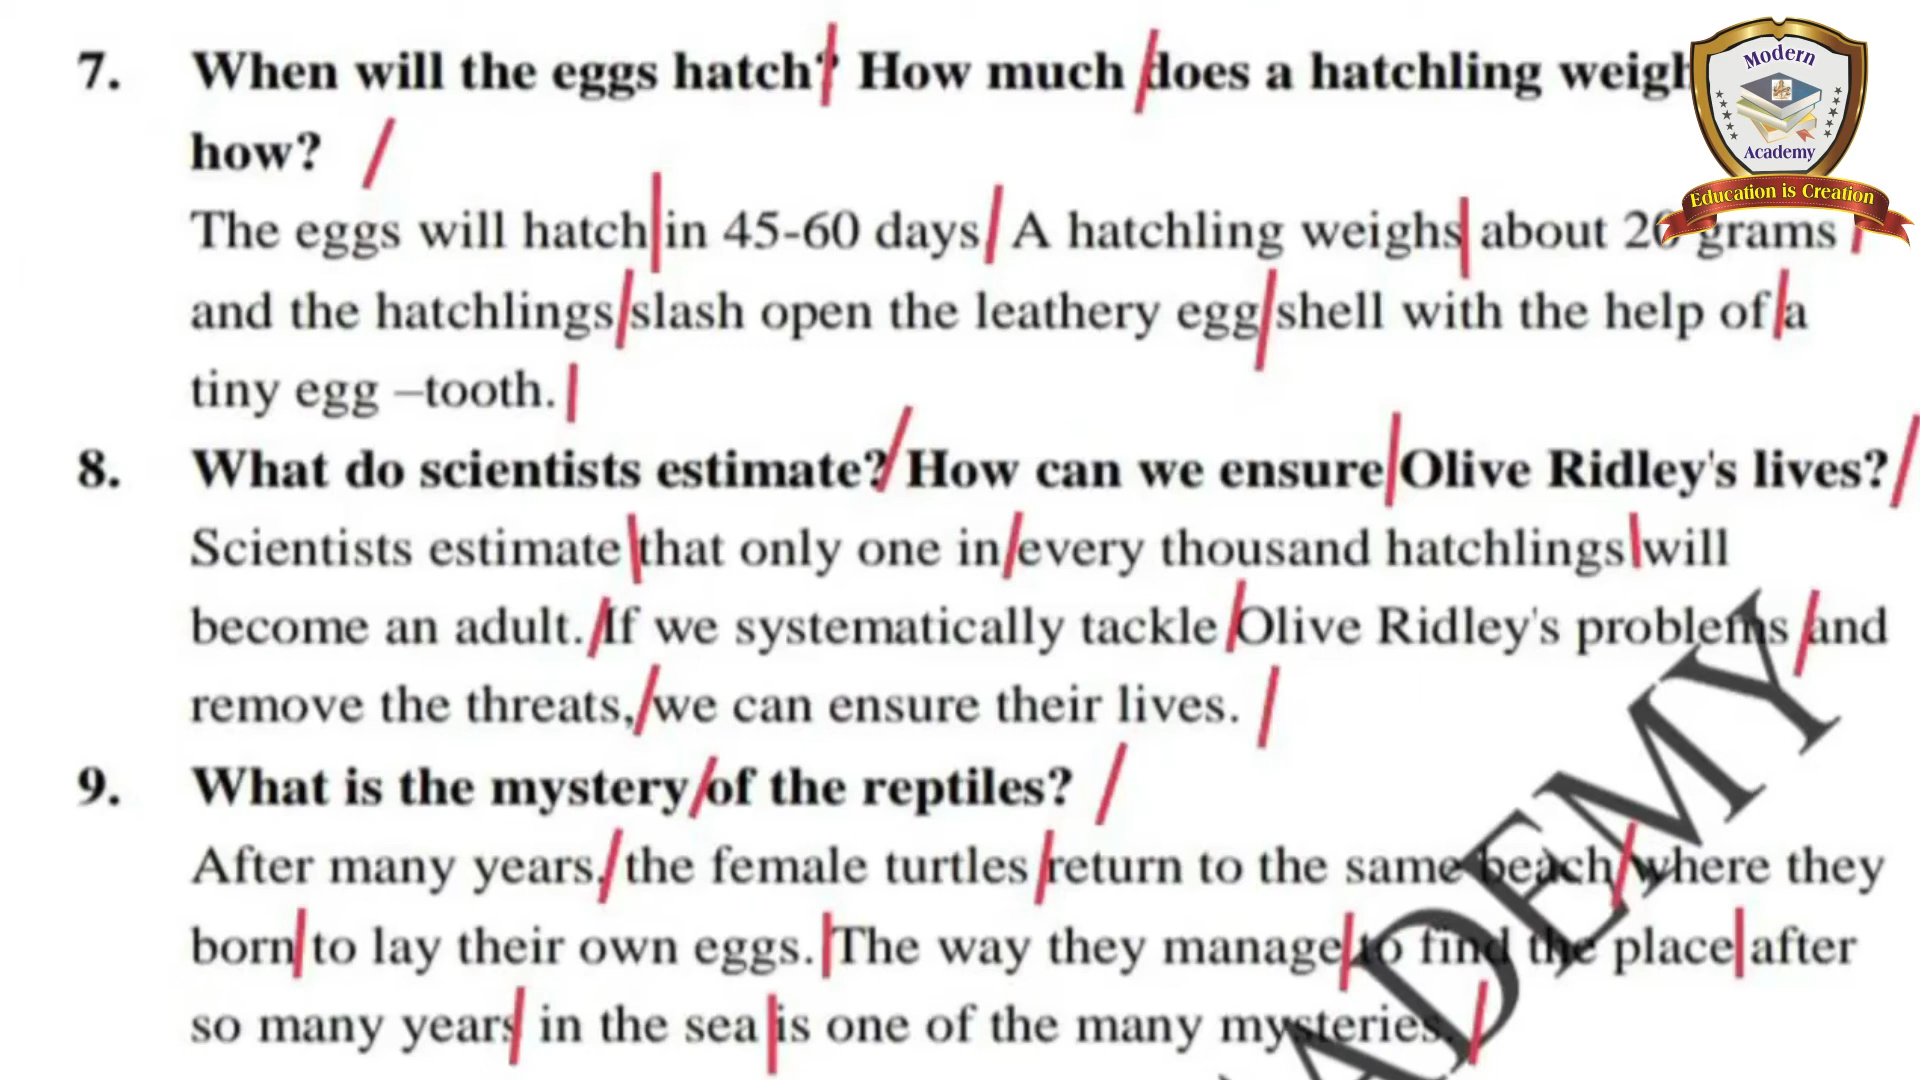 7. When will the eggs hatch? How much does a hatchling weigh
how?
The eggs will hatch in 45-60 days. A hatchling weighs about grams
and the hatchlings slash open the leathery egg shell with the help of a
tiny egg –tooth.
8. What do scientists estimate? How can we ensure Olive Ridley's lives?
Scientists estimate that only one in every thousand hatchlings will
become an adult. If we systematically tackle Olive Ridley's problems and
remove the threats, we can ensure their lives.
9. What is the mystery of the reptiles?
After many years, the female turtles return to the same beach where they
born to lay their own eggs. The way they manage to find the place after
so many years in the sea is one of the many mysteries.
Modern
Academy
Education is Creation
ADEMY